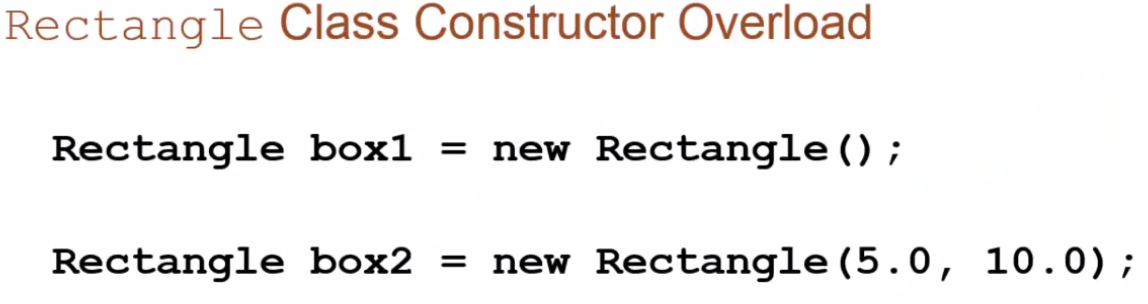 Rectangle Class Constructor Overload
Rectangle box1 = new Rectangle();
Rectangle box2 = new Rectangle(5.0, 10.0);